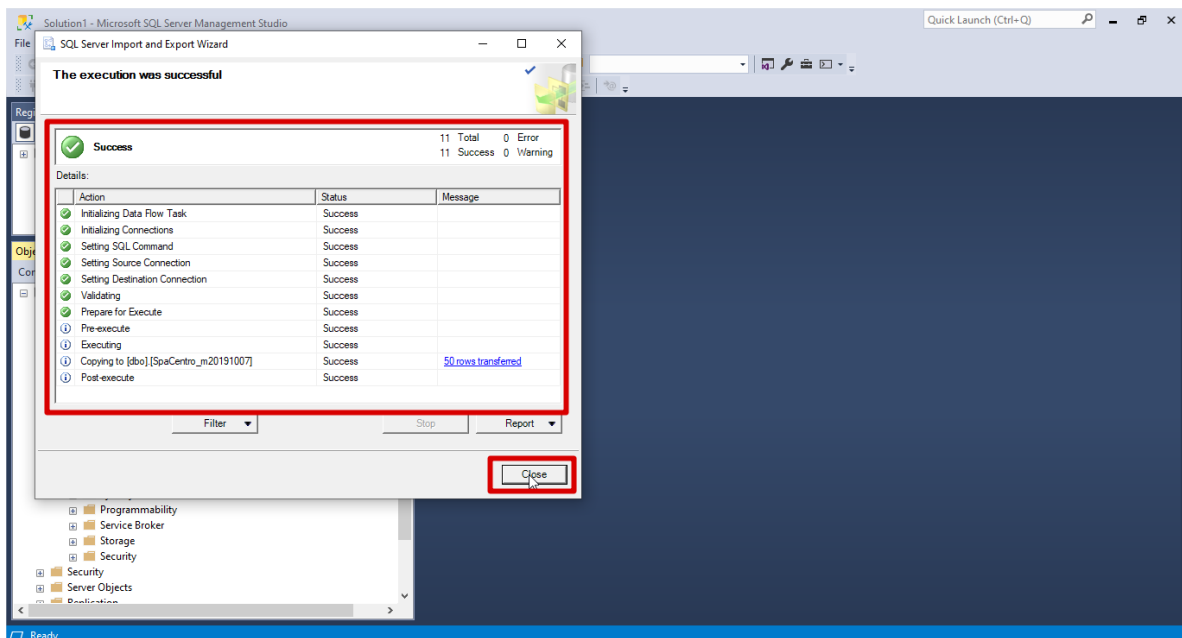 Solution1 - Microsoft SQL Server Management Studio
Quick Launch (Ctrl+Q)
File
SQL Server Import and Export Wizard
The execution was successful
Success
11 Total 0 Error
11 Success 0 Warning
Details:
Action Status Message
Initializing Data Flow Task Success
Initializing Connections Success
Setting SQL Command Success
Setting Source Connection Success
Setting Destination Connection Success
Validating Success
Prepare for Execute Success
Pre-execute Success
Executing Success
Copying to [dbo].[SpaCentro_m20191007] Success 50 rows transferred
Post-execute Success
Filter Stop Report
Close
Programmability
Service Broker
Storage
Security
Security
Server Objects
Replication
Ready